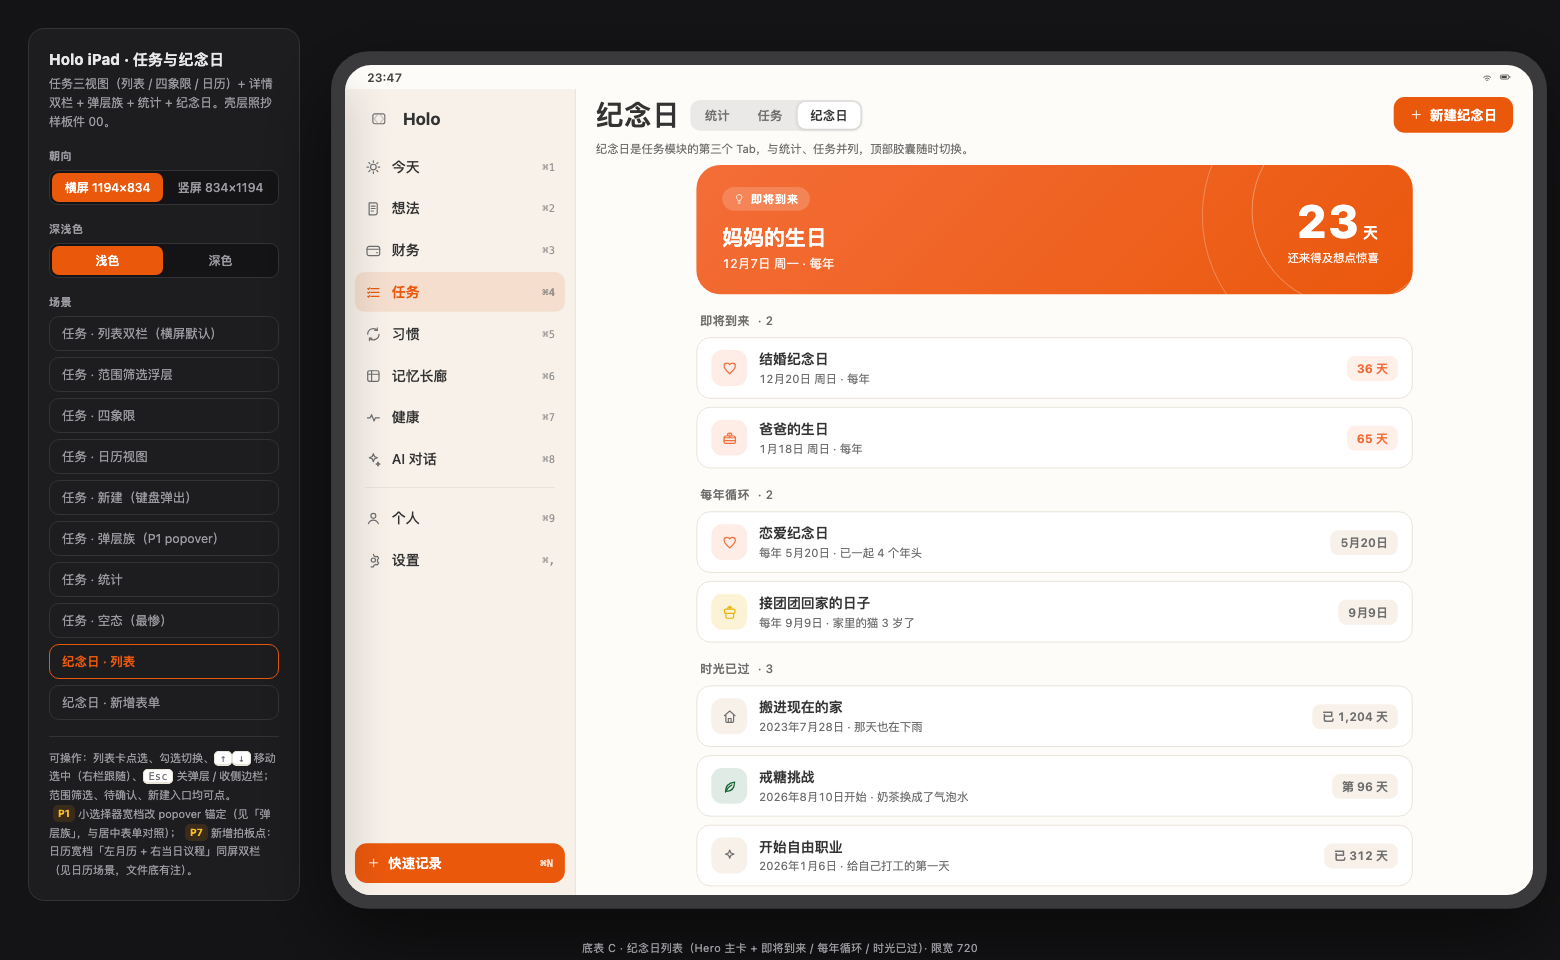 Holo iPad · 任务与纪念日
任务三视图（列表 / 四象限 / 日历）+ 详情
双栏 + 弹层族 + 统计 + 纪念日。壳层照抄
样板件 00。
朝向
横屏 1194×834
竖屏 834×1194
深浅色
浅色
深色
场景
任务 · 列表双栏（横屏默认）
任务 · 范围筛选浮层
任务 · 四象限
任务 · 日历视图
任务 · 新建（键盘弹出）
任务 · 弹层族（P1 popover）
任务 · 统计
任务 · 空态（最惨）
纪念日 · 列表
纪念日 · 新增表单
可操作：列表卡点选、勾选切换、↑ ↓ 移动
选中（右栏跟随）、Esc 关弹层 / 收侧边栏；
范围筛选、待确认、新建入口均可点。
P1 小选择器宽档改 popover 锚定（见「弹
层族」，与居中表单对照）； P7 新增拍板点：
日历宽档「左月历 + 右当日议程」同屏双栏
（见日历场景，文件底有注）。
23:47
Holo
今天 ⌘1
想法 ⌘2
财务 ⌘3
任务 ⌘4
习惯 ⌘5
记忆长廊 ⌘6
健康 ⌘7
AI 对话 ⌘8
个人 ⌘9
设置 ⌘,
+ 快速记录 ⌘N
纪念日
统计 任务 纪念日
+ 新建纪念日
纪念日是任务模块的第三个 Tab，与统计、任务并列，顶部胶囊随时切换。
即将到来
妈妈的生日
12月7日 周一 · 每年
23 天
还来得及想点惊喜
即将到来 · 2
结婚纪念日
12月20日 周日 · 每年
36 天
爸爸的生日
1月18日 周日 · 每年
65 天
每年循环 · 2
恋爱纪念日
每年 5月20日 · 已一起 4 个年头
5月20日
接团团回家的日子
每年 9月9日 · 家里的猫 3 岁了
9月9日
时光已过 · 3
搬进现在的家
2023年7月28日 · 那天也在下雨
已 1,204 天
戒糖挑战
2026年8月10日开始 · 奶茶换成了气泡水
第 96 天
开始自由职业
2026年1月6日 · 给自己打工的第一天
已 312 天
底表 C · 纪念日列表（Hero 主卡 + 即将到来 / 每年循环 / 时光已过）· 限宽 720